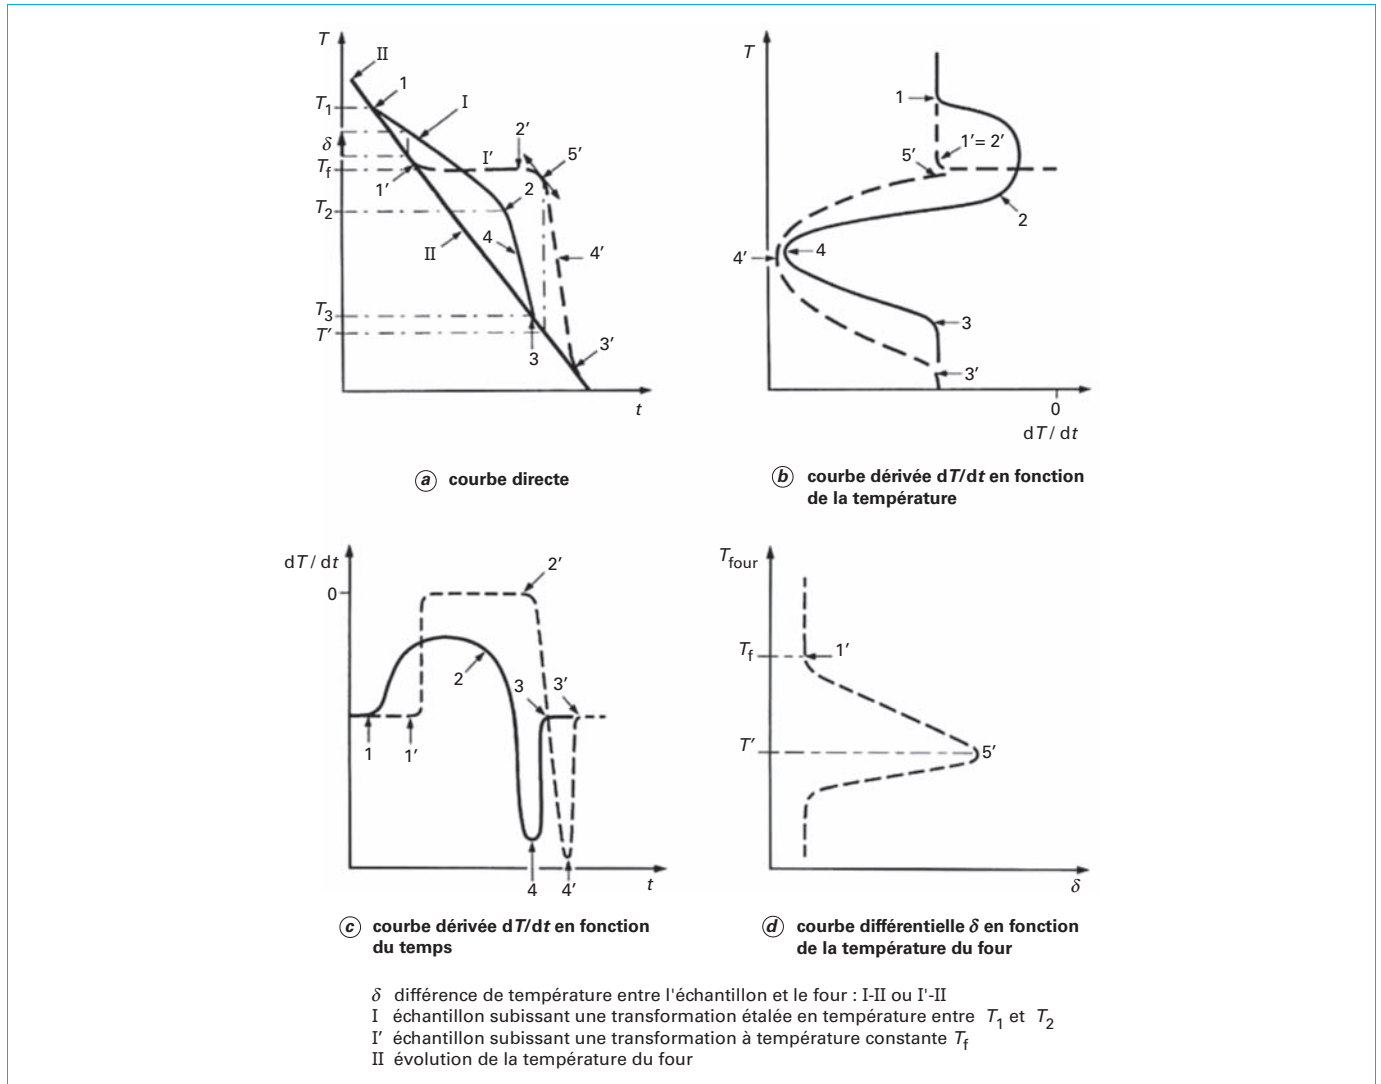 T
II
1
T1
I
δ
2′
I′
5′
Tf
1′
2
T2
4
II
4′
T3
T′
3
3′
t
a courbe directe
T
1
1′= 2′
5′
2
4′
4
3
3′
0
dT / dt
b courbe dérivée dT/dt en fonction
de la température
dT / dt
0
2′
2
3
3′
1
1′
4
4′
t
c courbe dérivée dT/dt en fonction
du temps
Tfour
Tf
1′
T′
5′
δ
d courbe différentielle δ en fonction
de la température du four
δ différence de température entre l'échantillon et le four : I-II ou I'-II
I échantillon subissant une transformation étalée en température entre T1 et T2
I′ échantillon subissant une transformation à température constante Tf
II évolution de la température du four